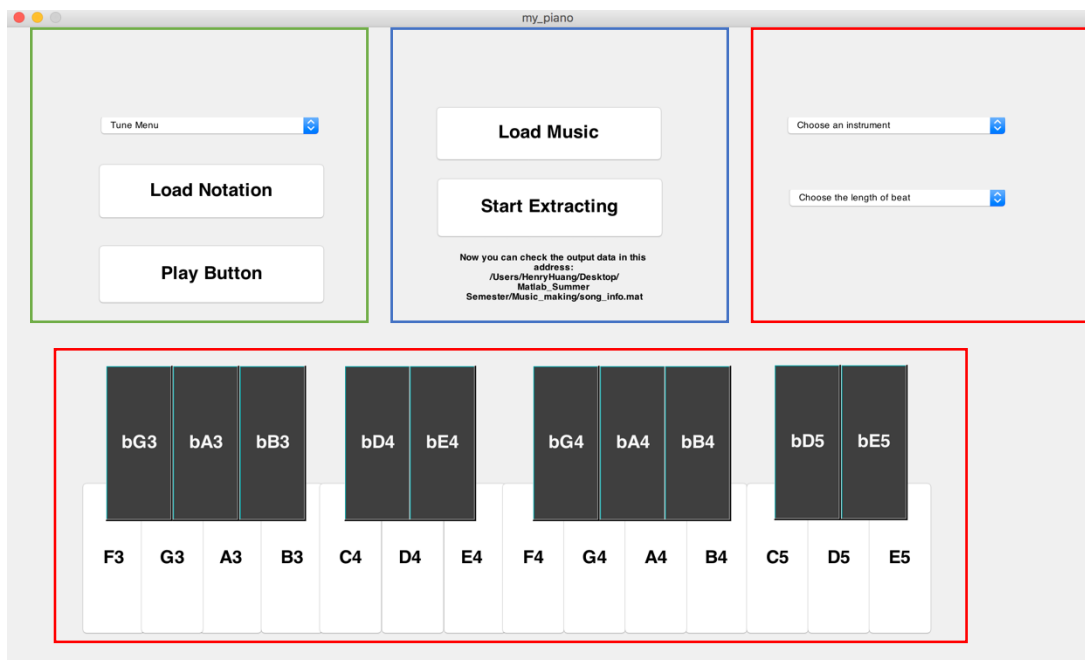 my_piano
Tune Menu
Load Notation
Play Button
Load Music
Start Extracting
Now you can check the output data in this
address:
/Users/HenryHuang/Desktop/
Matlab_Summer
Semester/Music_making/song_info.mat
Choose an instrument
Choose the length of beat
bG3 bA3 bB3 bD4 bE4 bG4 bA4 bB4 bD5 bE5
F3 G3 A3 B3 C4 D4 E4 F4 G4 A4 B4 C5 D5 E5